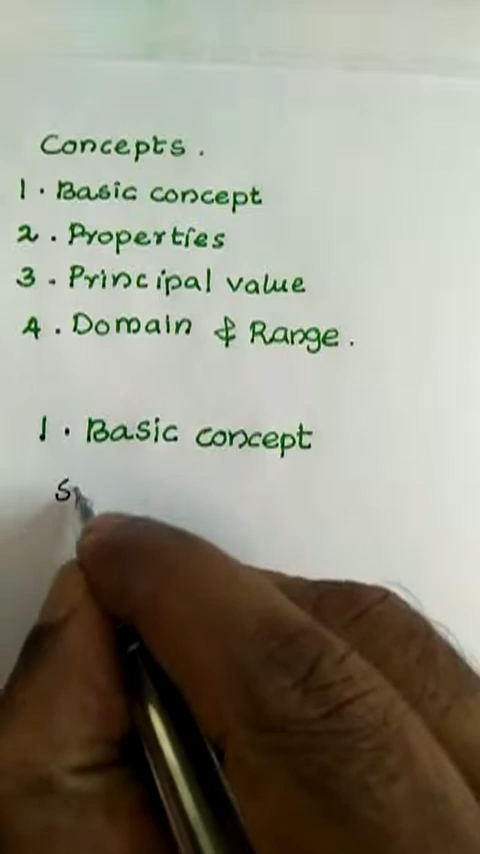 Concepts.
1. Basic concept
2. Properties
3. Principal value
4. Domain & Range.
1. Basic concept